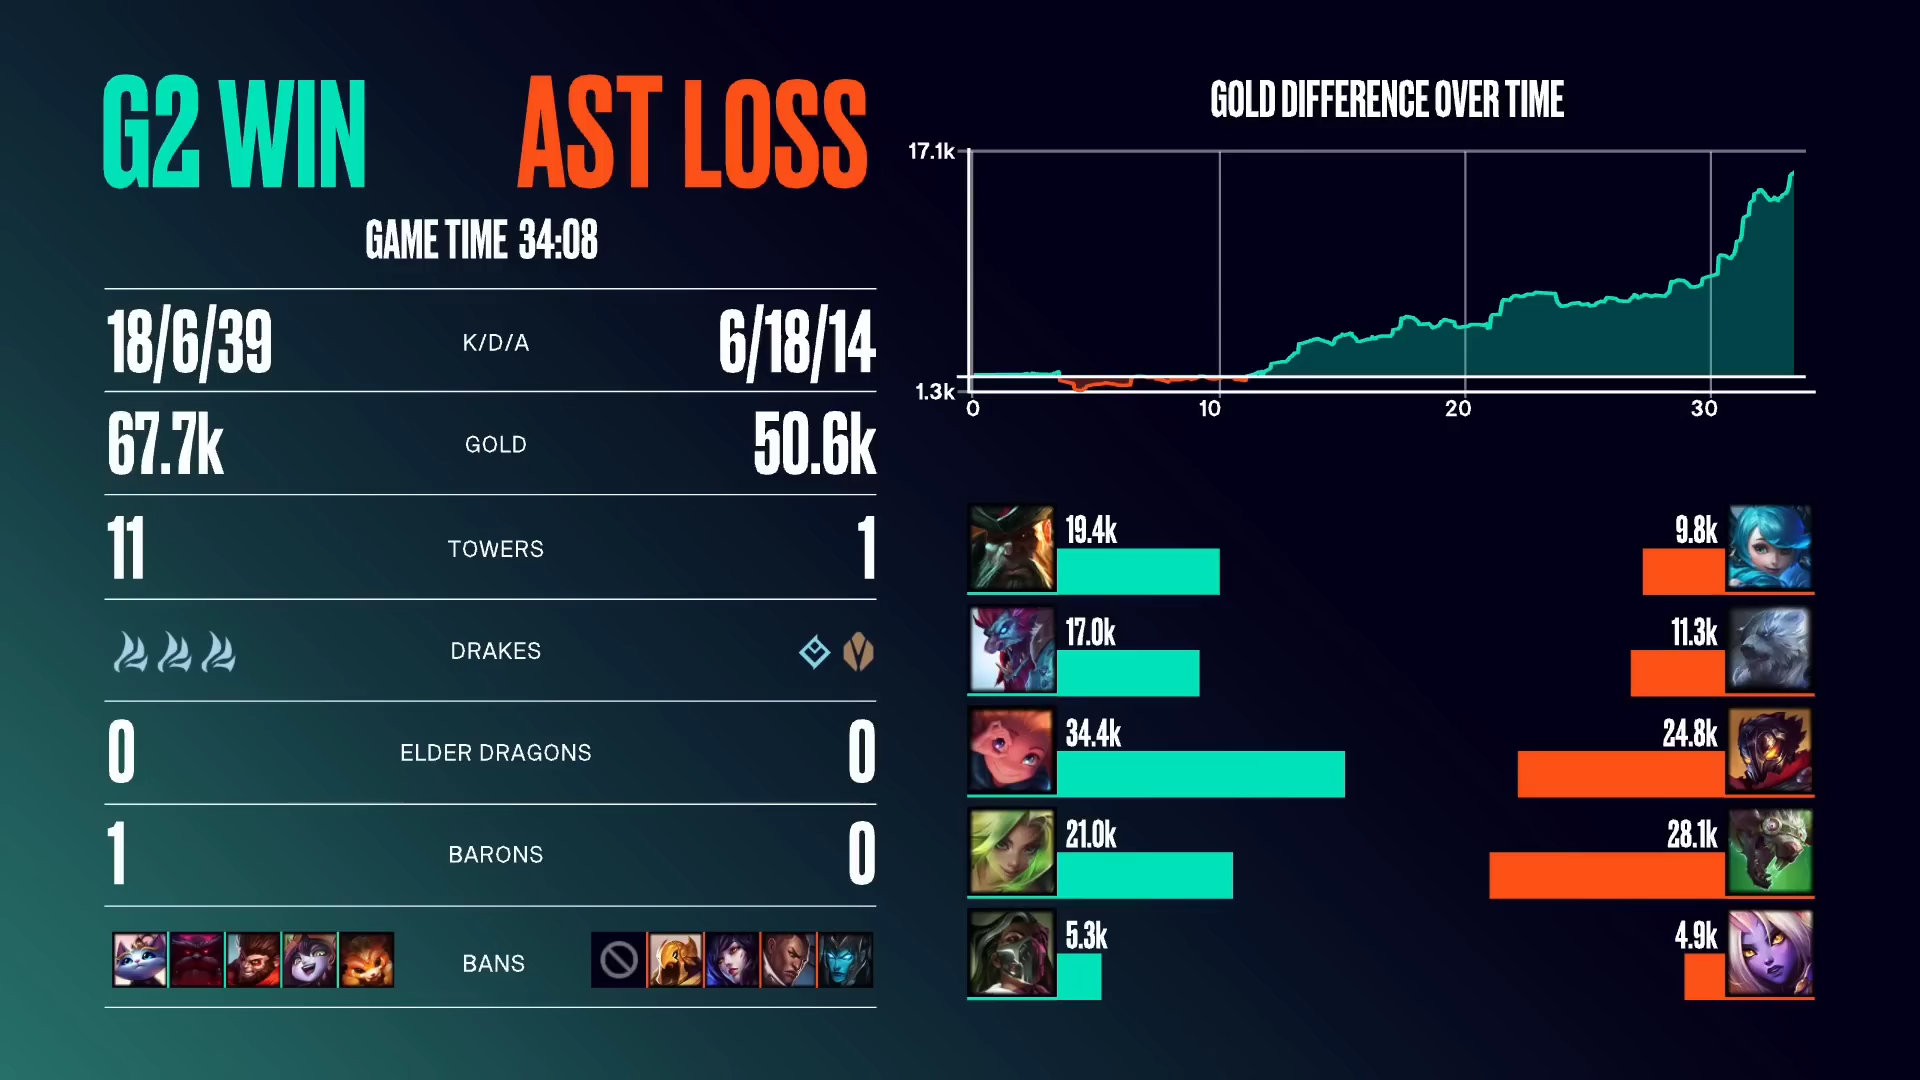 G2 WIN AST LOSS
GAME TIME 34:08
18/6/39 K/D/A 6/18/14
67.7k GOLD 50.6k
11 TOWERS 1
DRAKES
0 ELDER DRAGONS 0
1 BARONS 0
BANS
GOLD DIFFERENCE OVER TIME
17.1k
1.3k
0 10 20 30
19.4k 9.8k
17.0k 11.3k
34.4k 24.8k
21.0k 28.1k
5.3k 4.9k